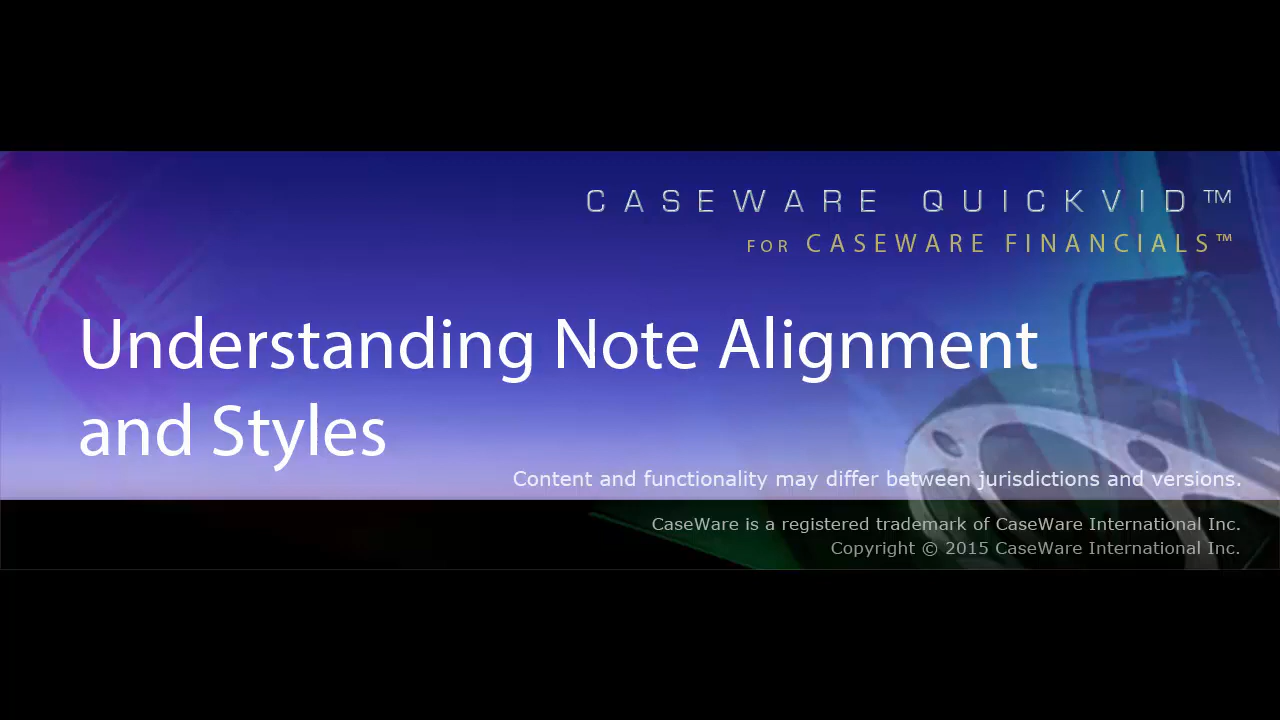 CASEWARE QUICKVID™
FOR CASEWARE FINANCIALS™
Understanding Note Alignment
and Styles
Content and functionality may differ between jurisdictions and versions.
CaseWare is a registered trademark of CaseWare International Inc.
Copyright © 2015 CaseWare International Inc.